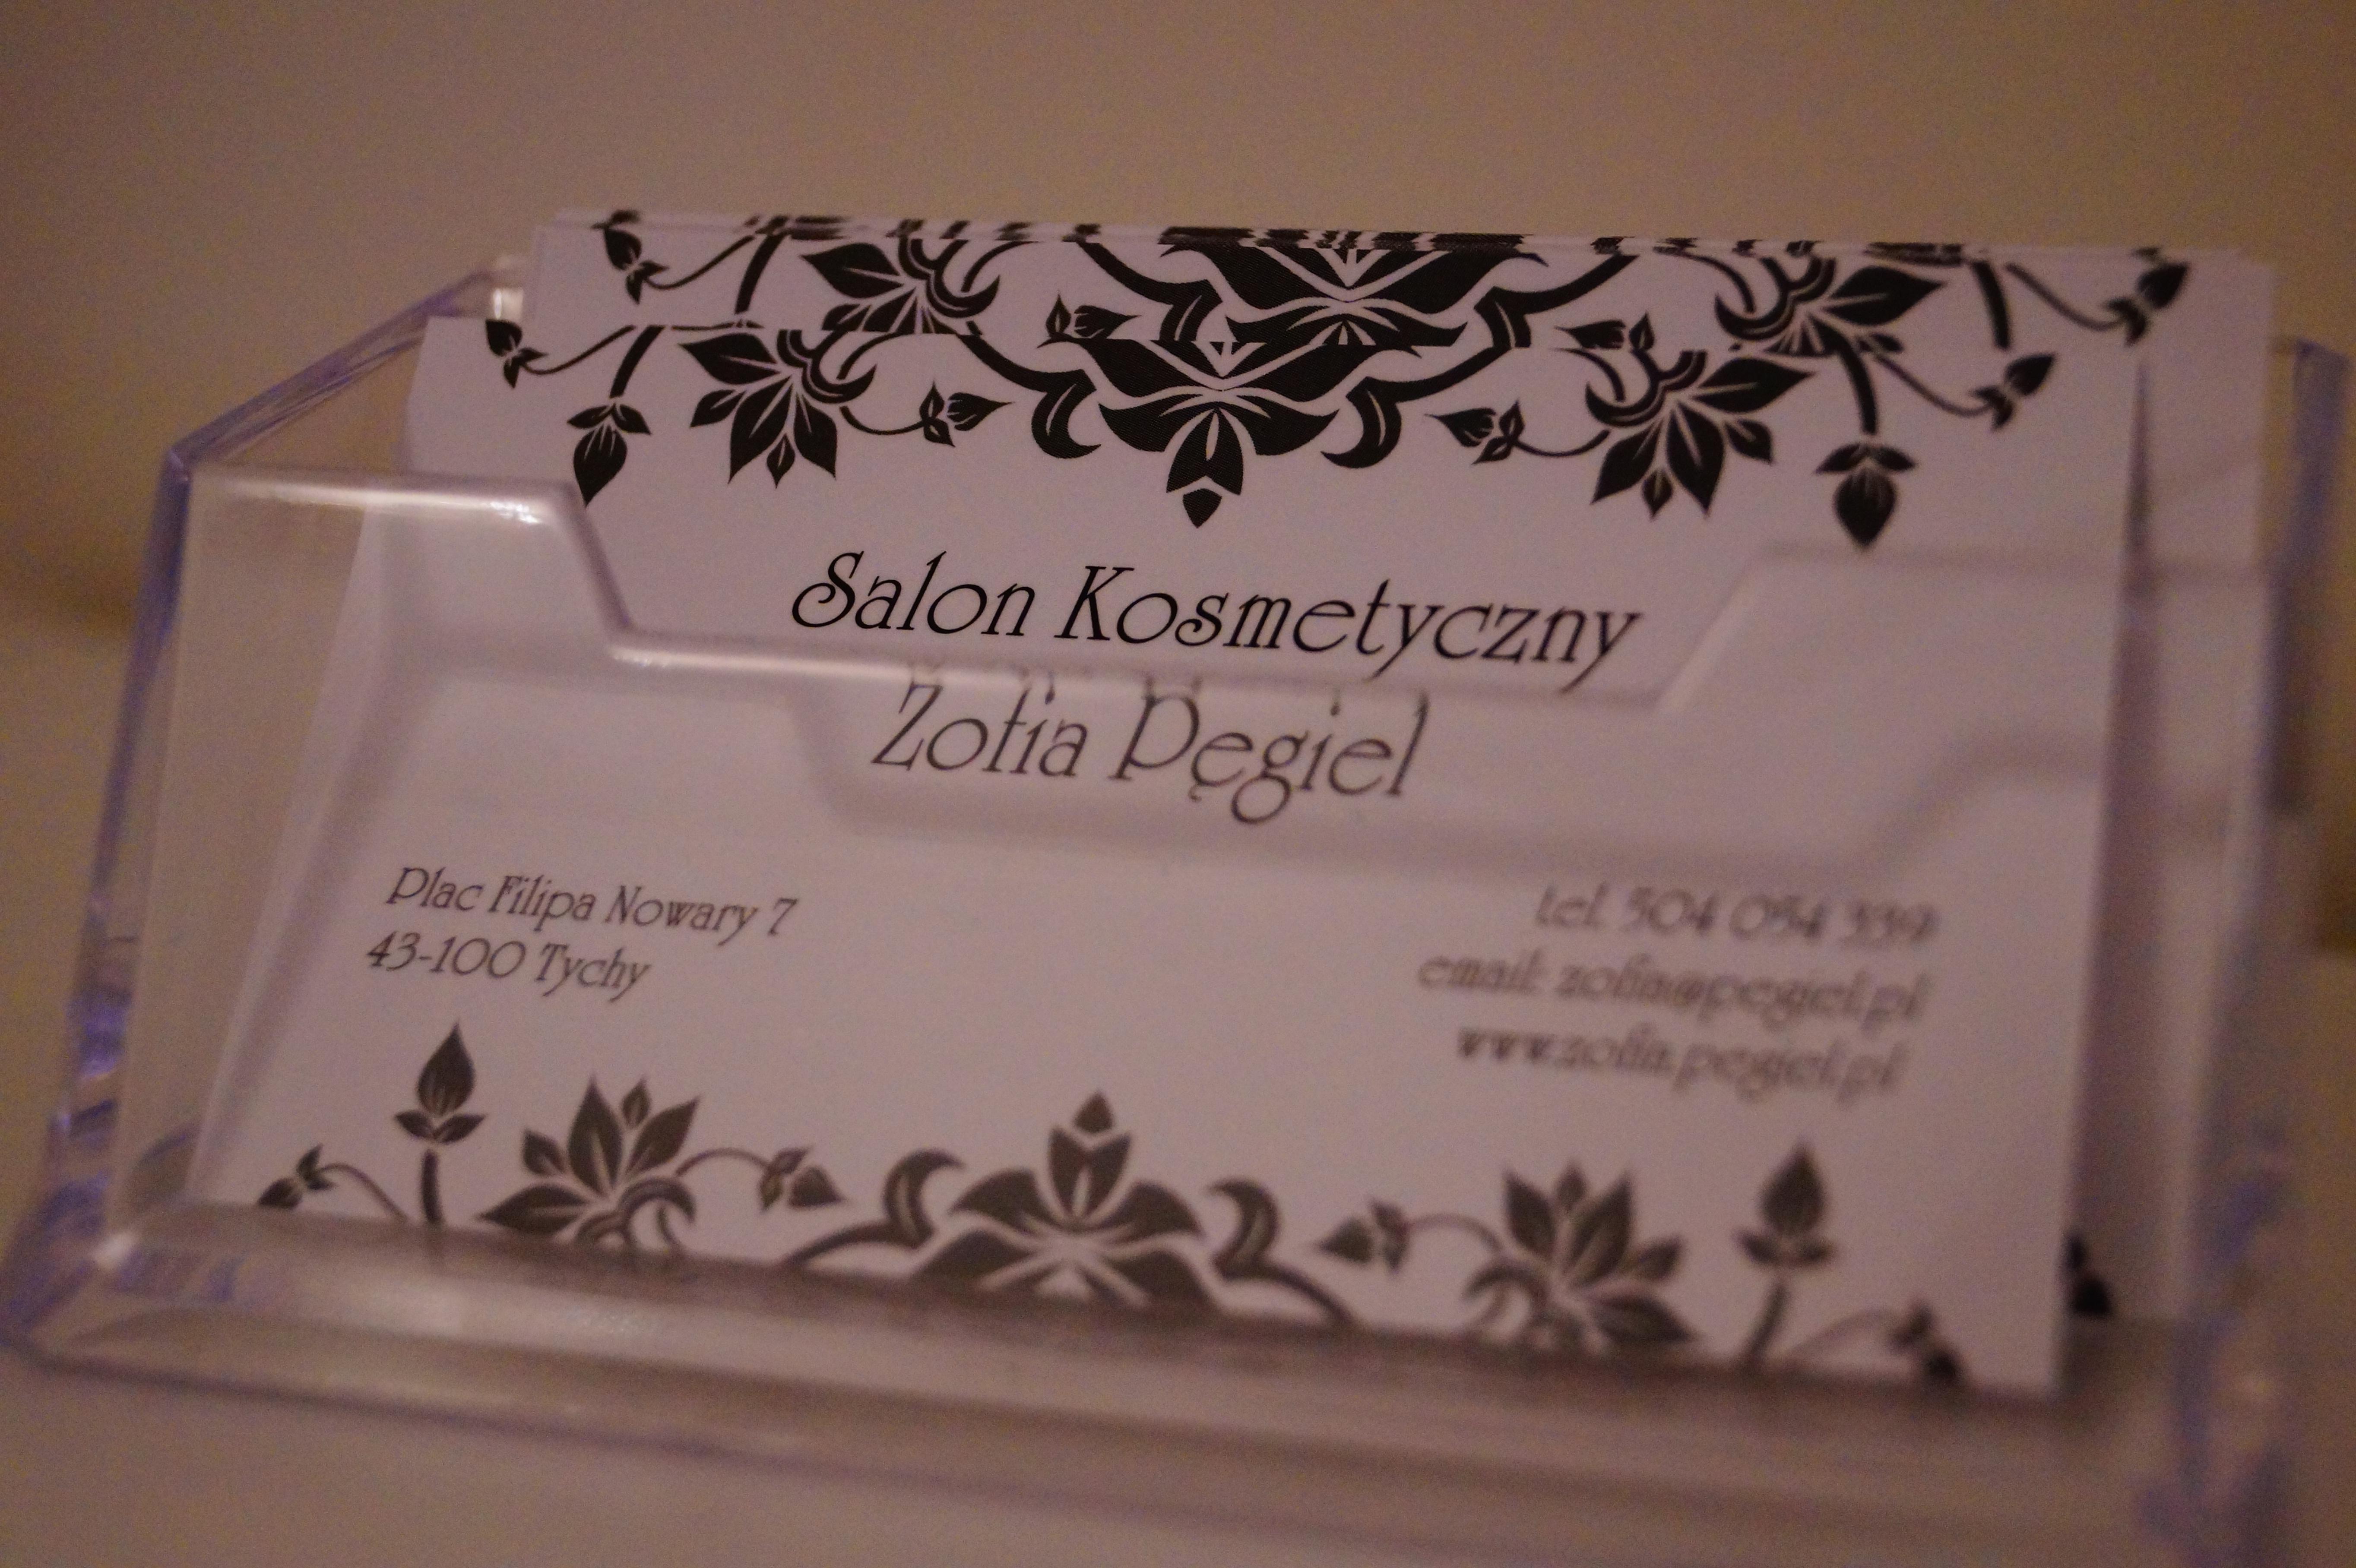 Salon Kosmetyczny
Zofia Pęgiel
Plac Filipa Nowary 7
43-100 Tychy
tel. 504 054 339
email: zofia@pegiel.pl
www.zofia.pegiel.pl